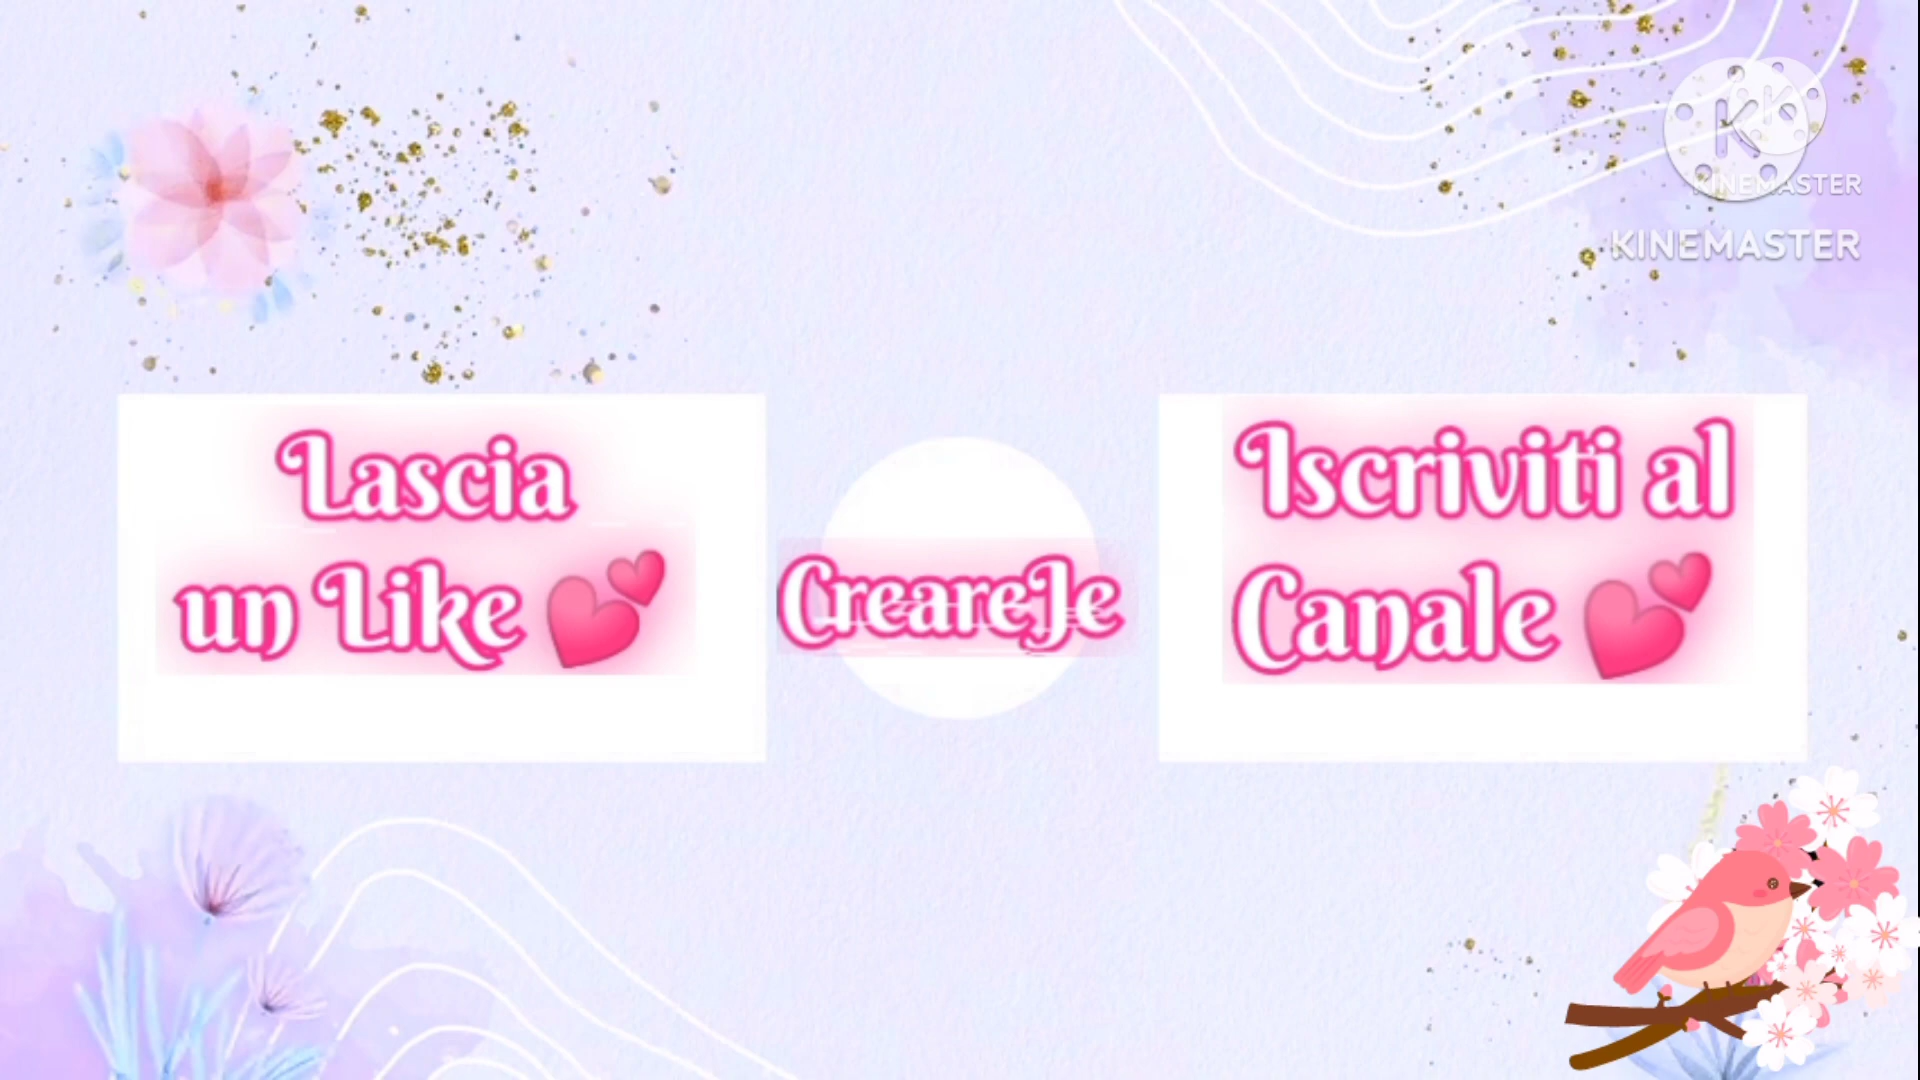 KINEMASTER
KINEMASTER
Lascia
un Like 💕
CreareJe
Iscriviti al
Canale 💕